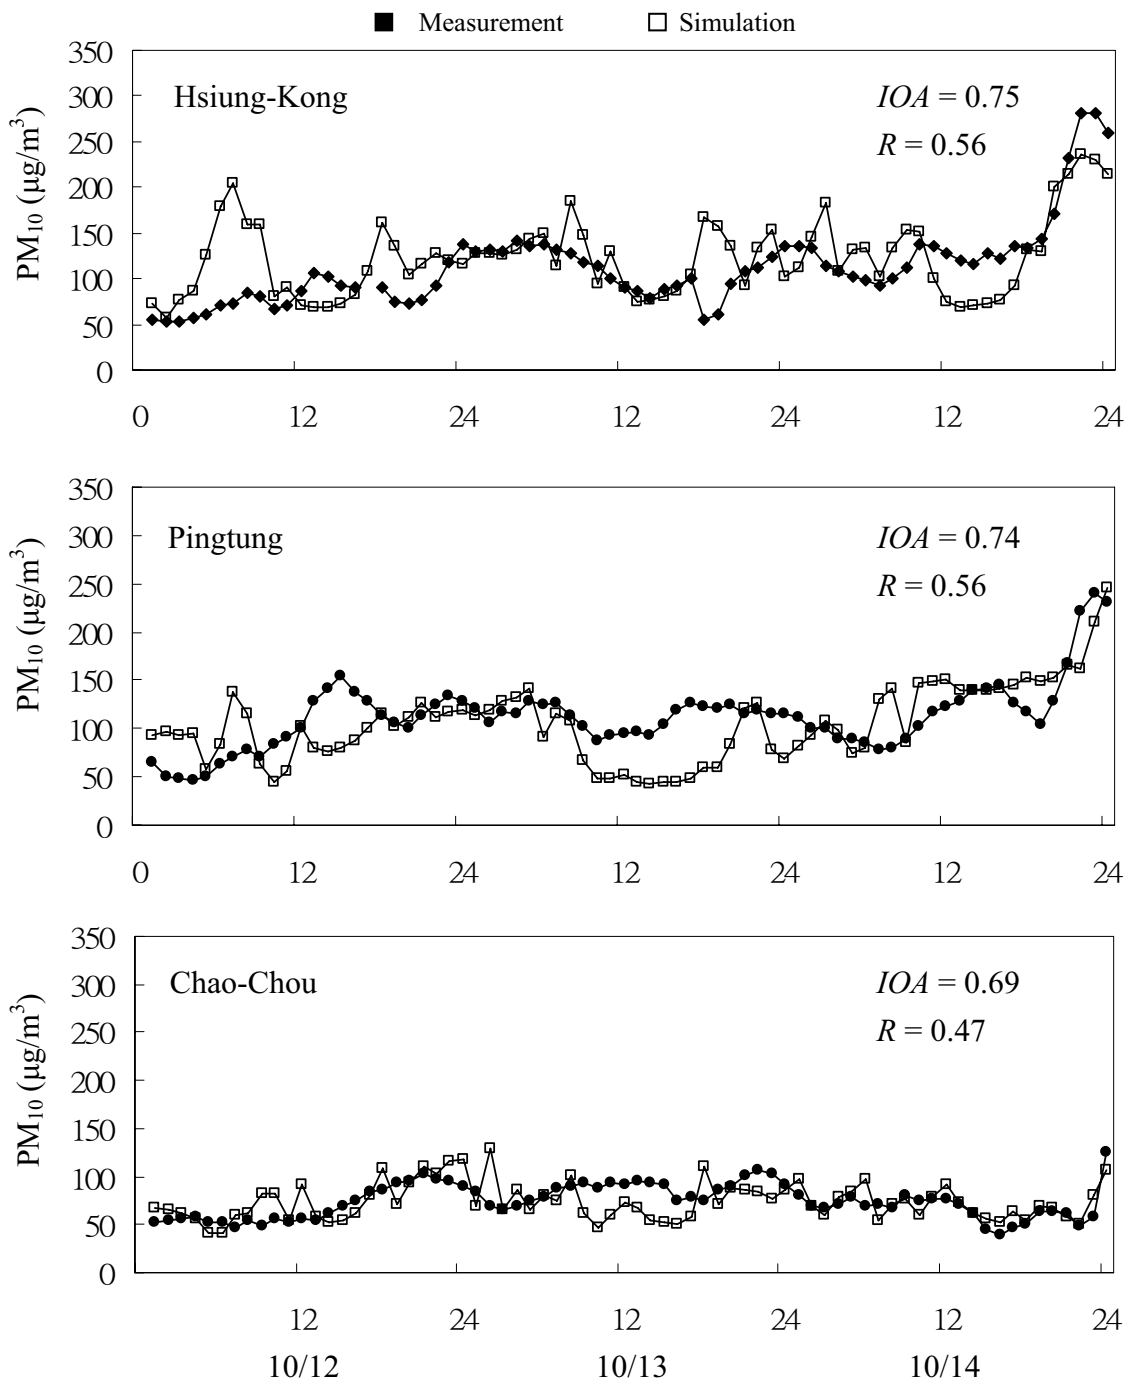 Measurement Simulation
350
300
250
200
150
100
50
0
PM10 (µg/m3)
Hsiung-Kong
IOA = 0.75
R = 0.56
0 12 24 12 24 12 24
350
300
250
200
150
100
50
0
PM10 (µg/m3)
Pingtung
IOA = 0.74
R = 0.56
0 12 24 12 24 12 24
350
300
250
200
150
100
50
0
PM10 (µg/m3)
Chao-Chou
IOA = 0.69
R = 0.47
12 24 12 24 12 24
10/12 10/13 10/14